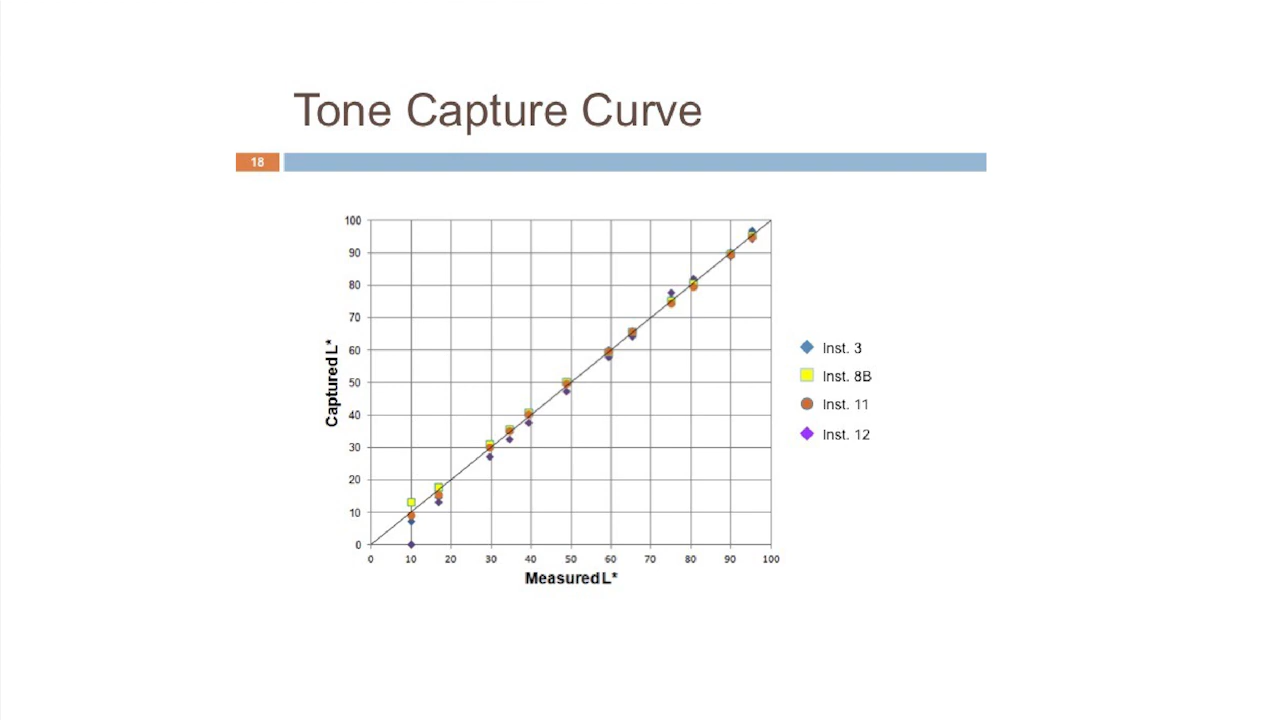 Tone Capture Curve
18
100
90
80
70
60
50
40
30
20
10
0
Captured L*
0 10 20 30 40 50 60 70 80 90 100
Measured L*
Inst. 3
Inst. 8B
Inst. 11
Inst. 12